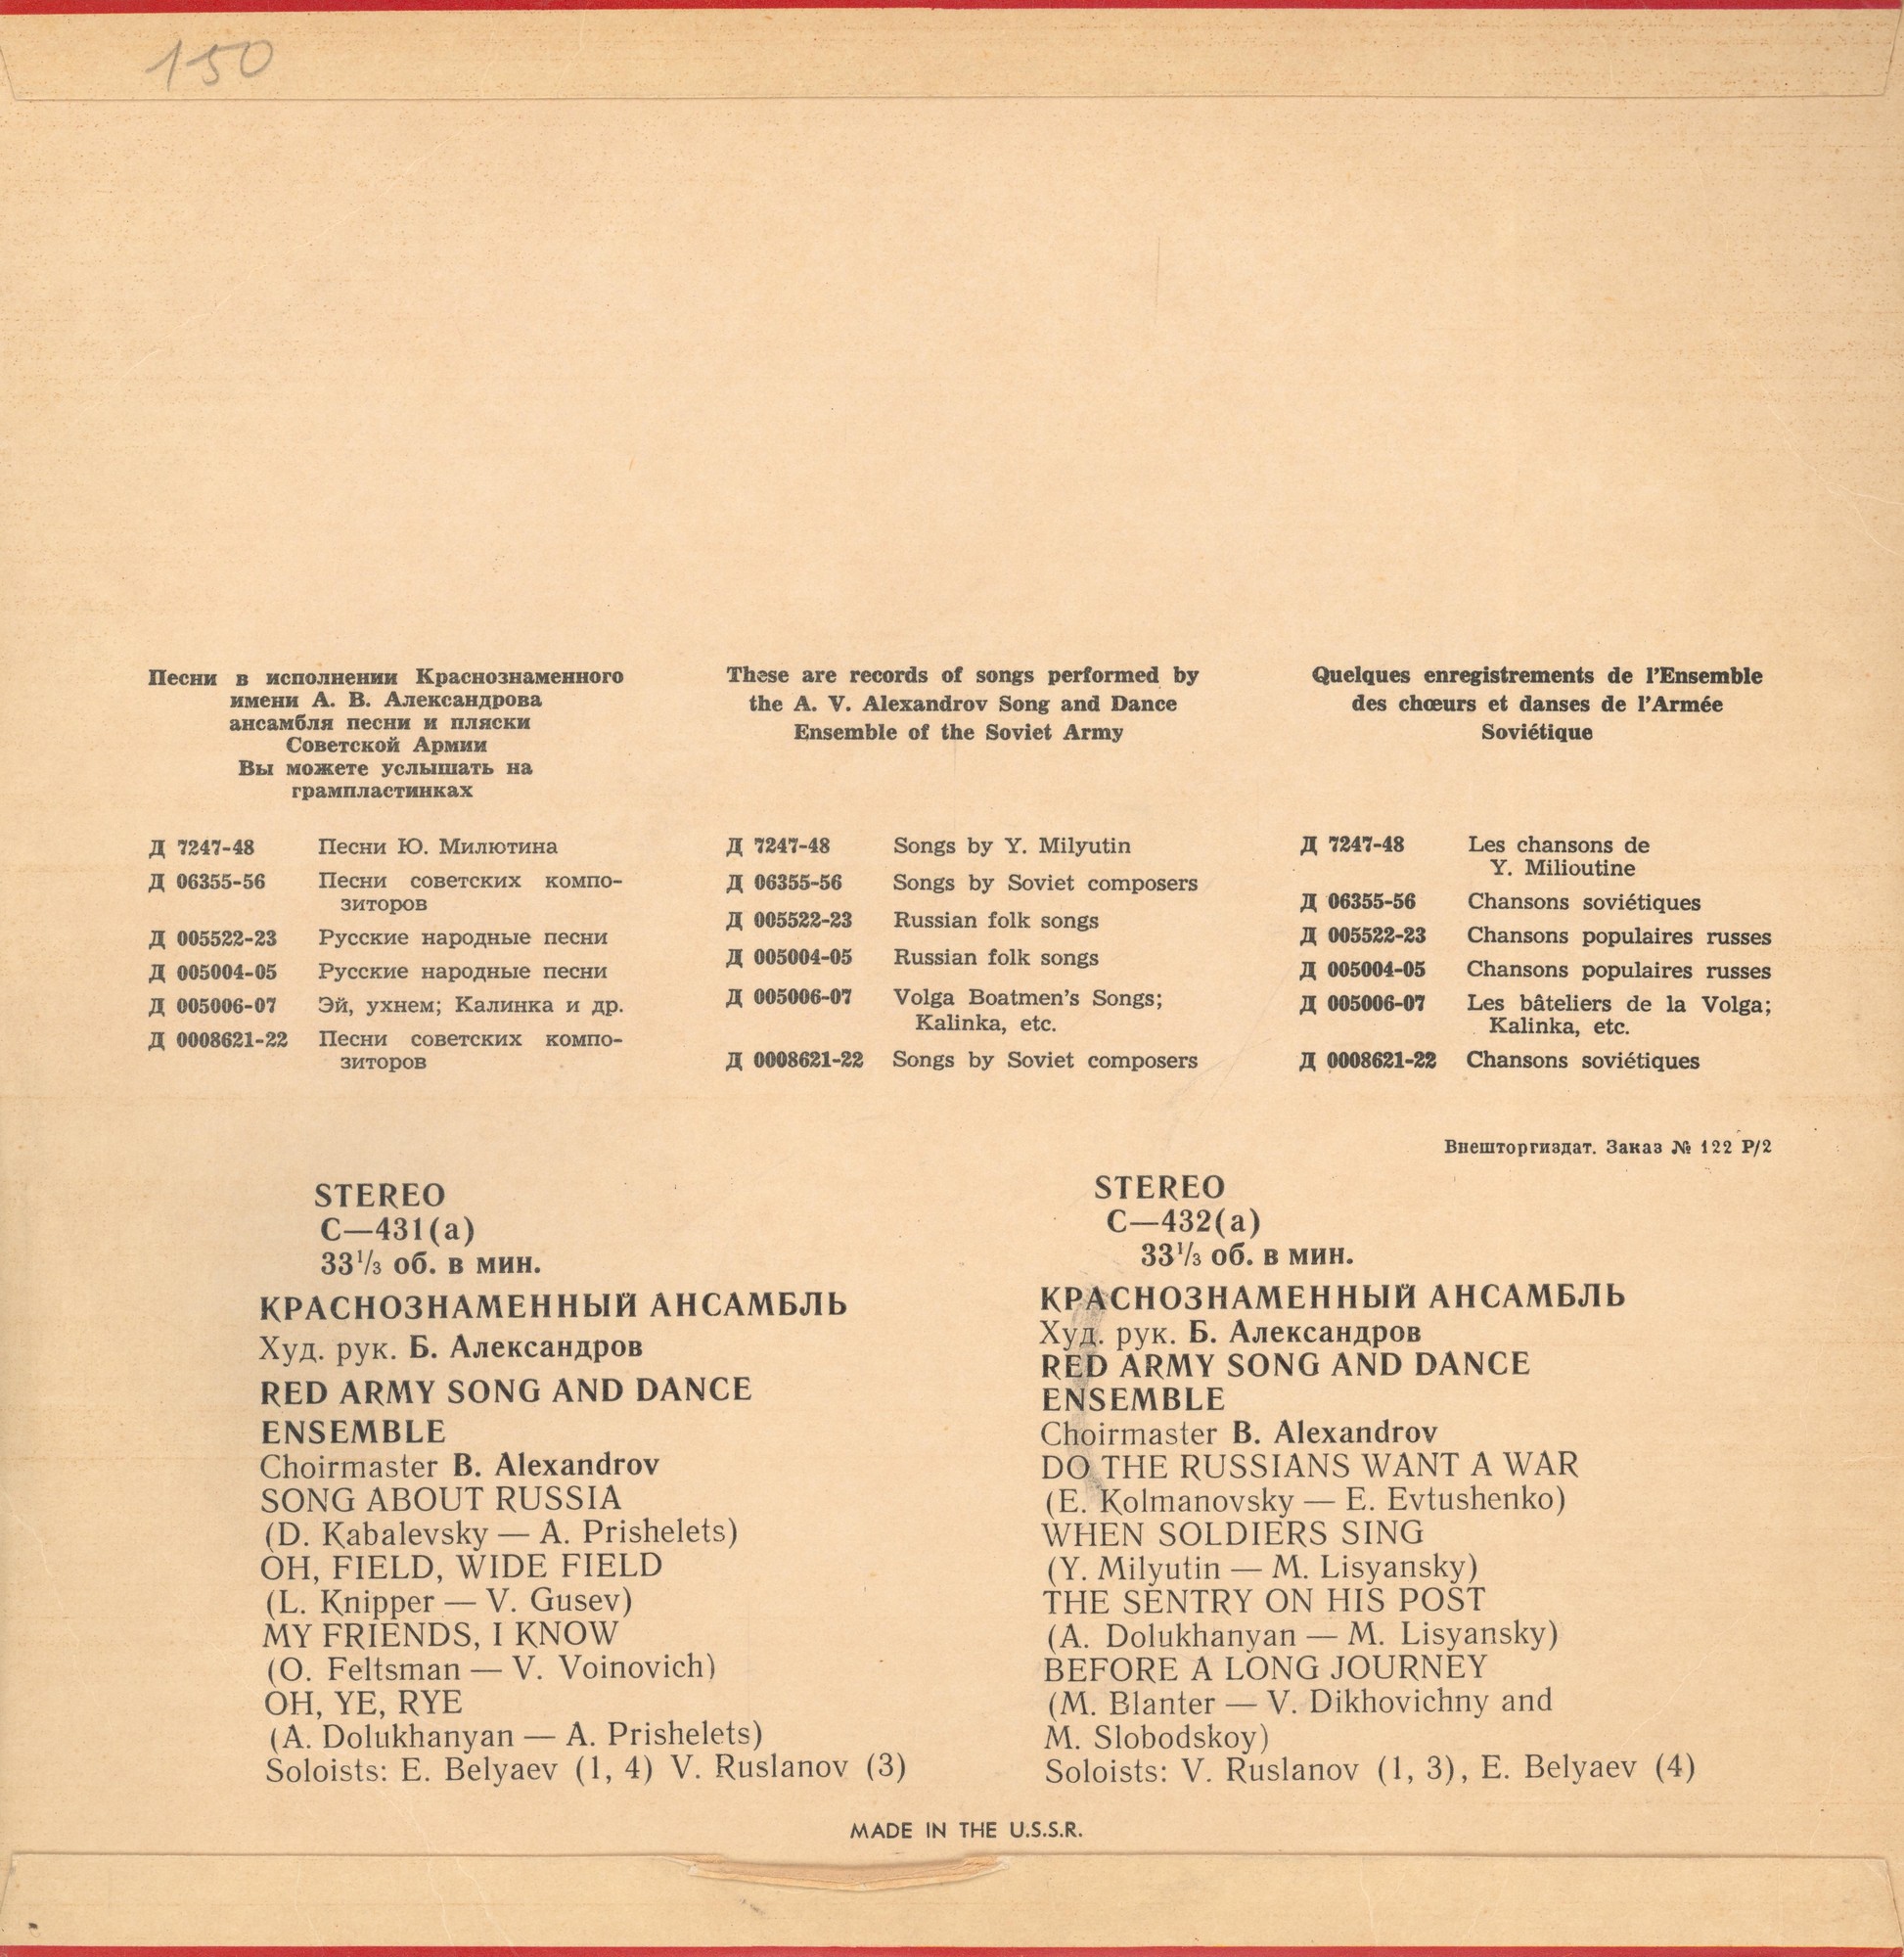 150
Песни в исполнении Краснознаменного
имени А. В. Александрова
ансамбля песни и пляски
Советской Армии
Вы можете услышать на
грампластинках
Д 7247-48 Песни Ю. Милютина
Д 06355-56 Песни советских компо-
зиторов
Д 005522-23 Русские народные песни
Д 005004-05 Русские народные песни
Д 005006-07 Эй, ухнем; Калинка и др.
Д 0008621-22 Песни советских компо-
зиторов
These are records of songs performed by
the A. V. Alexandrov Song and Dance
Ensemble of the Soviet Army
Д 7247-48 Songs by Y. Milyutin
Д 06355-56 Songs by Soviet composers
Д 005522-23 Russian folk songs
Д 005004-05 Russian folk songs
Д 005006-07 Volga Boatmen's Songs;
Kalinka, etc.
Д 0008621-22 Songs by Soviet composers
Quelques enregistrements de l'Ensemble
des chœurs et danses de l'Armée
Soviétique
Д 7247-48 Les chansons de
Y. Milioutine
Д 06355-56 Chansons soviétiques
Д 005522-23 Chansons populaires russes
Д 005004-05 Chansons populaires russes
Д 005006-07 Les bâteliers de la Volga;
Kalinka, etc.
Д 0008621-22 Chansons soviétiques
Внешторгиздат. Заказ № 122 Р/2
STEREO
С—431(а)
33⅓ об. в мин.
КРАСНОЗНАМЕННЫЙ АНСАМБЛЬ
Худ. рук. Б. Александров
RED ARMY SONG AND DANCE
ENSEMBLE
Choirmaster B. Alexandrov
SONG ABOUT RUSSIA
(D. Kabalevsky — A. Prishelets)
OH, FIELD, WIDE FIELD
(L. Knipper — V. Gusev)
MY FRIENDS, I KNOW
(O. Feltsman — V. Voinovich)
OH, YE, RYE
(A. Dolukhanyan — A. Prishelets)
Soloists: E. Belyaev (1, 4) V. Ruslanov (3)
STEREO
С—432(а)
33⅓ об. в мин.
КРАСНОЗНАМЕННЫЙ АНСАМБЛЬ
Худ. рук. Б. Александров
RED ARMY SONG AND DANCE
ENSEMBLE
Choirmaster B. Alexandrov
DO THE RUSSIANS WANT A WAR
(E. Kolmanovsky — E. Evtushenko)
WHEN SOLDIERS SING
(Y. Milyutin — M. Lisyansky)
THE SENTRY ON HIS POST
(A. Dolukhanyan — M. Lisyansky)
BEFORE A LONG JOURNEY
(M. Blanter — V. Dikhovichny and
M. Slobodskoy)
Soloists: V. Ruslanov (1, 3), E. Belyaev (4)
MADE IN THE U.S.S.R.